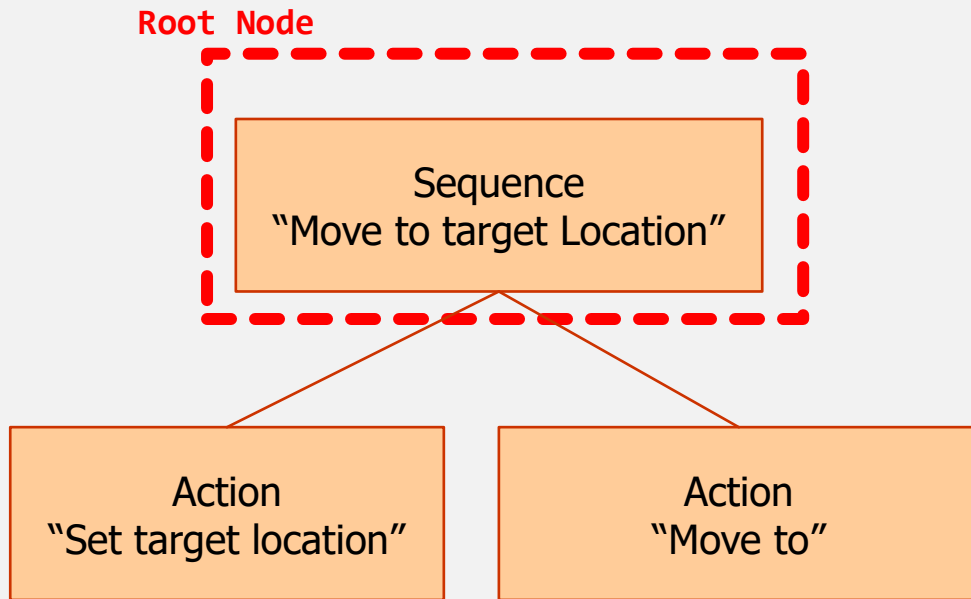 Root Node
Sequence
“Move to target Location”
Action
“Set target location”
Action
“Move to”